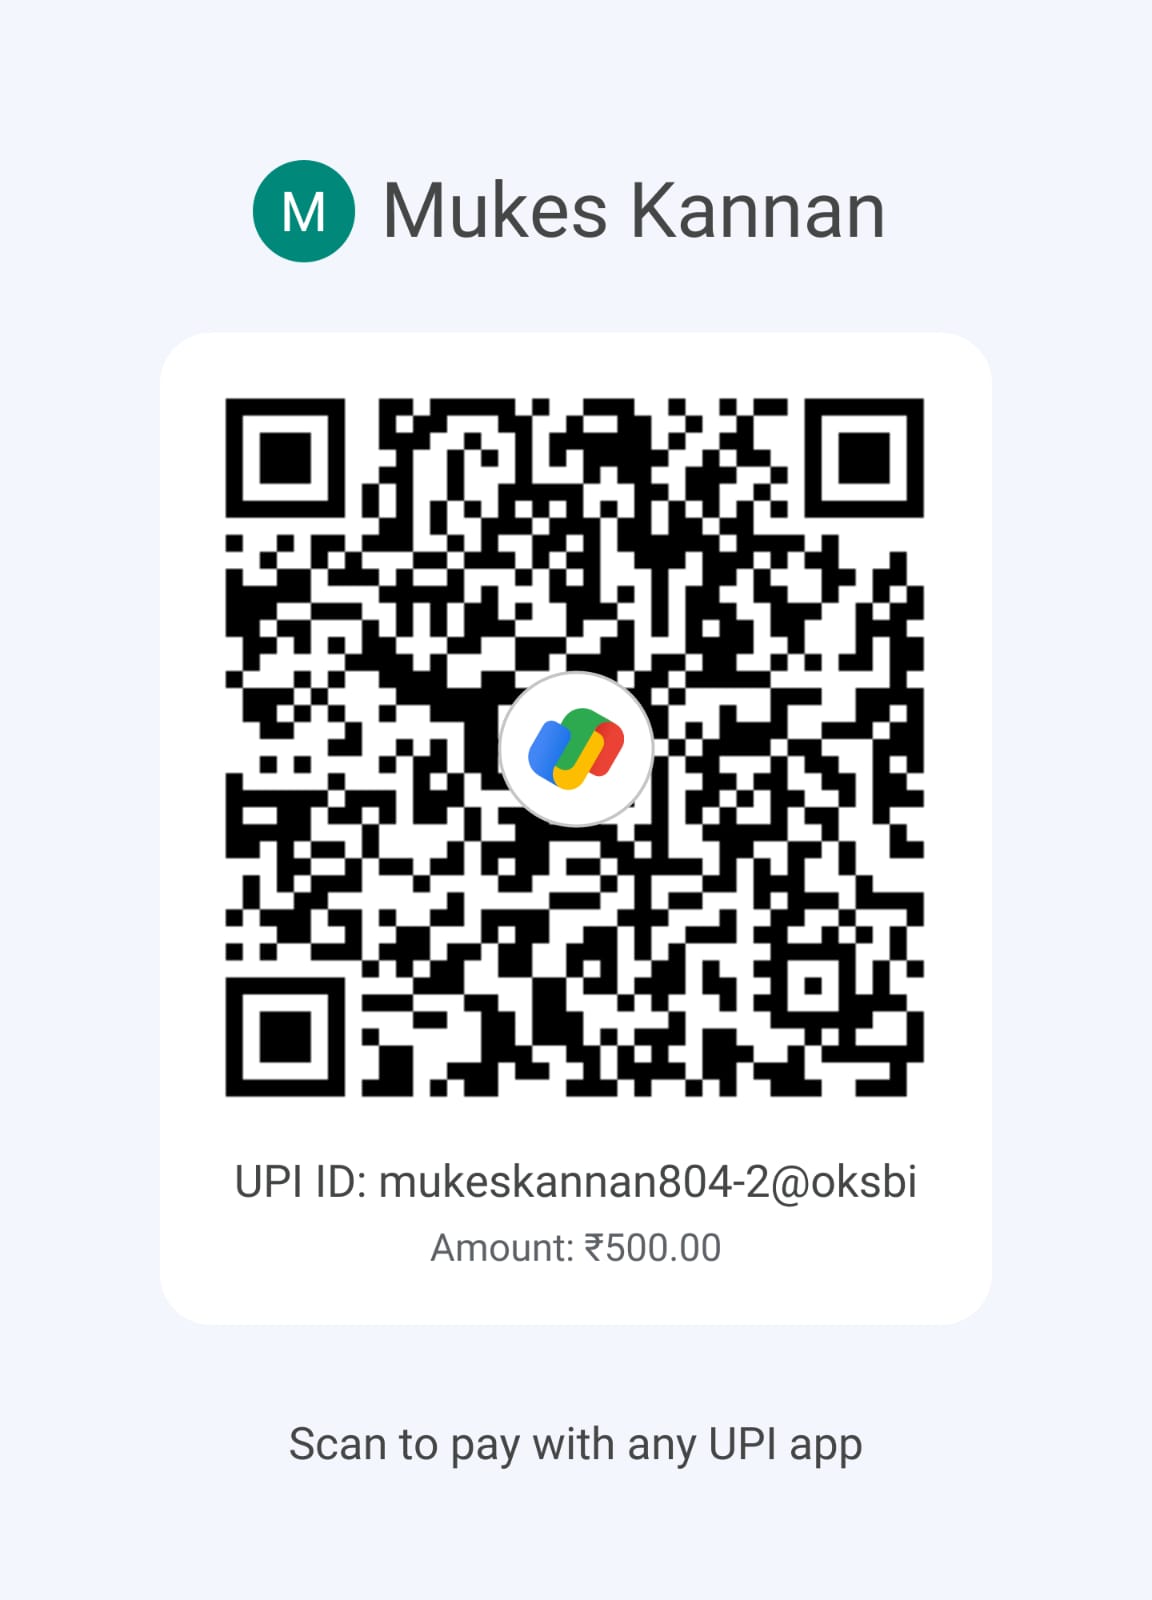 M Mukes Kannan
UPI ID: mukeskannan804-2@oksbi
Amount: ₹500.00
Scan to pay with any UPI app